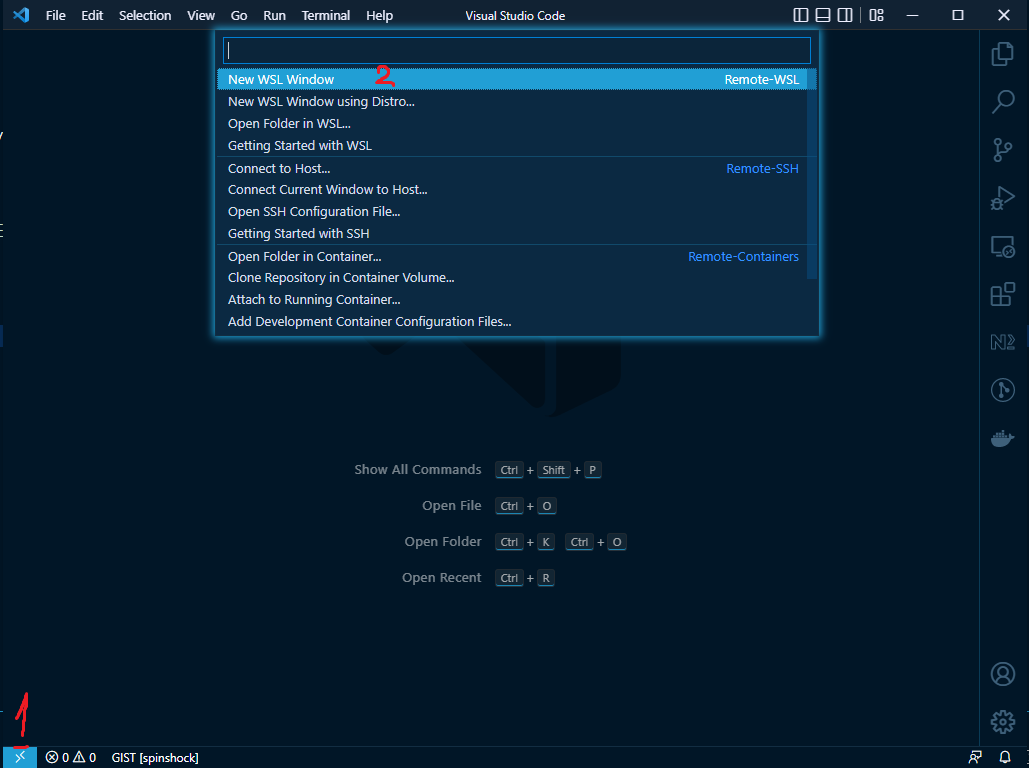 File Edit Selection View Go Run Terminal Help Visual Studio Code
New WSL Window 2 Remote-WSL
New WSL Window using Distro...
Open Folder in WSL...
Getting Started with WSL
Connect to Host... Remote-SSH
Connect Current Window to Host...
Open SSH Configuration File...
Getting Started with SSH
Open Folder in Container... Remote-Containers
Clone Repository in Container Volume...
Attach to Running Container...
Add Development Container Configuration Files...
Show All Commands Ctrl + Shift + P
Open File Ctrl + O
Open Folder Ctrl + K Ctrl + O
Open Recent Ctrl + R
1
0 0 GIST [spinshock]